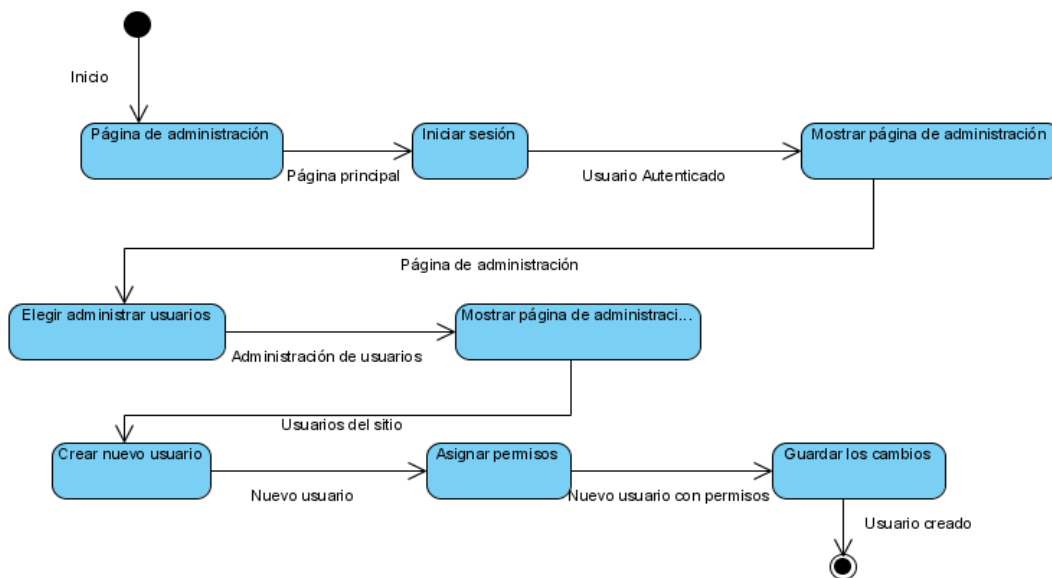 Inicio
Página de administración
Página principal
Iniciar sesión
Usuario Autenticado
Mostrar página de administración
Página de administración
Elegir administrar usuarios
Administración de usuarios
Mostrar página de administraci...
Usuarios del sitio
Crear nuevo usuario
Nuevo usuario
Asignar permisos
Nuevo usuario con permisos
Guardar los cambios
Usuario creado